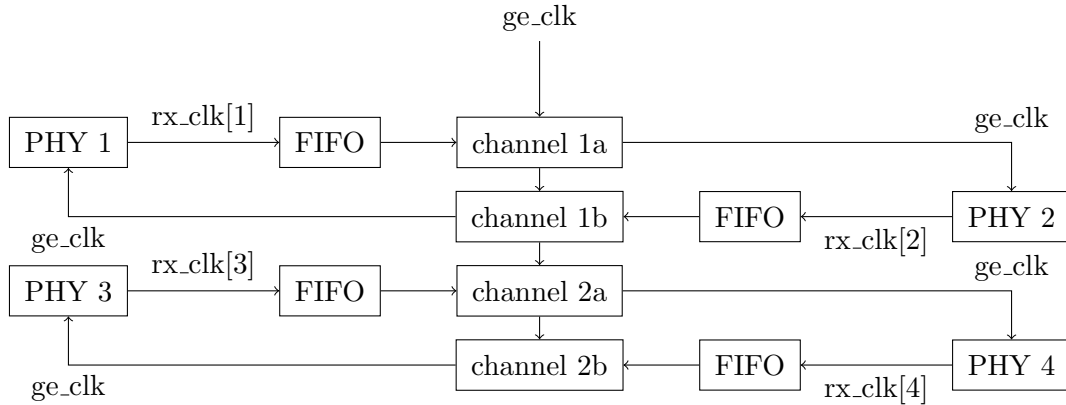 ge_clk
rx_clk[1]
ge_clk
PHY 1
FIFO
channel 1a
channel 1b
FIFO
PHY 2
ge_clk
rx_clk[2]
rx_clk[3]
ge_clk
PHY 3
FIFO
channel 2a
channel 2b
FIFO
PHY 4
ge_clk
rx_clk[4]